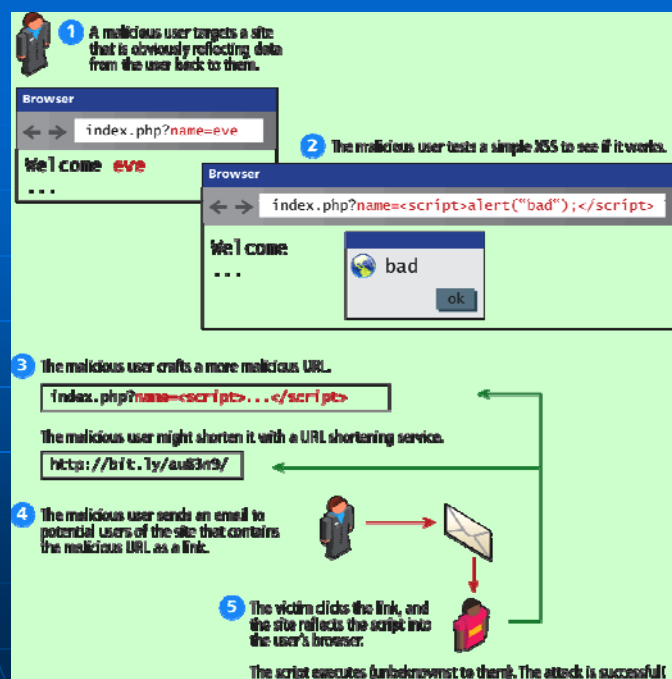 1 A malicious user targets a site
that is obviously reflecting data
from the user back to them.
Browser
index.php?name=eve
Welcome eve
...
2 The malicious user tests a simple XSS to see if it works.
Browser
index.php?name=<script>alert("bad");</script>
Welcome
...
bad
ok
3 The malicious user crafts a more malicious URL.
index.php?name=<script>...</script>
The malicious user might shorten it with a URL shortening service.
4 The malicious user sends an email to
potential users of the site that contains
the malicious URL as a link.
5 The victim clicks the link, and
the site reflects the script into
the user's browser.
The script executes (unbeknownst to them). The attack is successful!